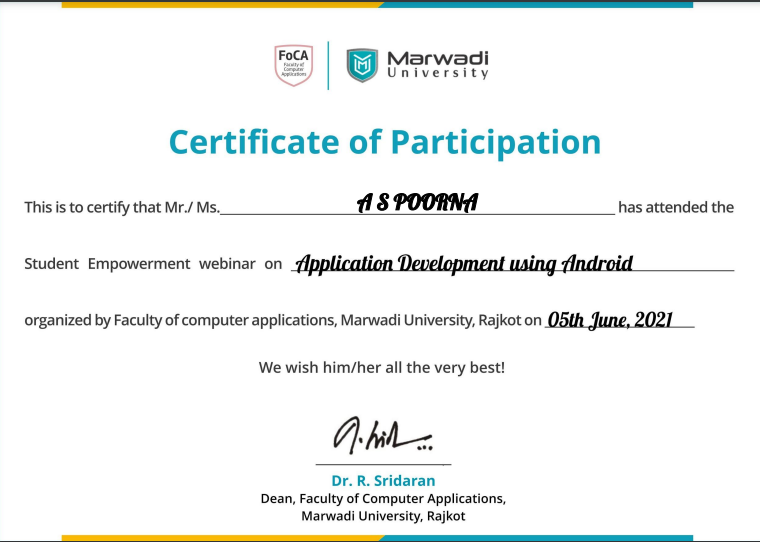 FoCA
Faculty of
Computer
Applications
Marwadi
University
Certificate of Participation
This is to certify that Mr./ Ms. A S POORNA has attended the
Student Empowerment webinar on Application Development using Android
organized by Faculty of computer applications, Marwadi University, Rajkot on 05th June, 2021
We wish him/her all the very best!
Dr. R. Sridaran
Dean, Faculty of Computer Applications,
Marwadi University, Rajkot